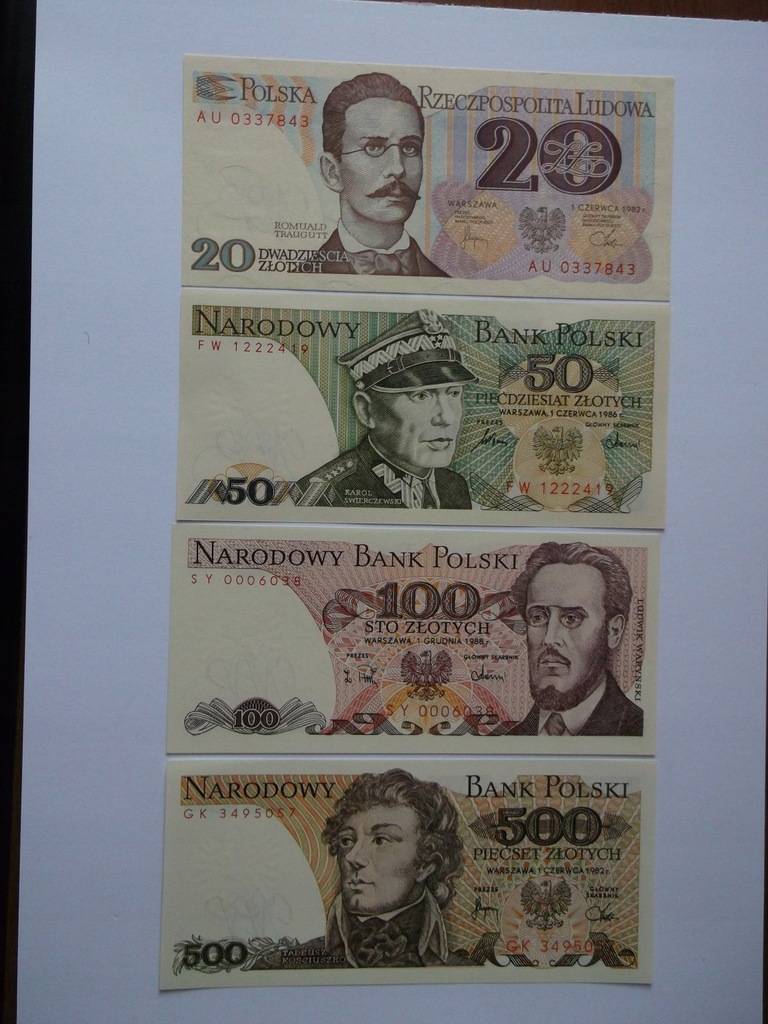 POLSKA RZECZPOSPOLITA LUDOWA
AU 0337843
20
WARSZAWA 1 CZERWCA 1982 r.
ROMUALD
TRAUGUTT
20 DWADZIEŚCIA
ZŁOTYCH
AU 0337843
NARODOWY BANK POLSKI
FW 1222419
50
PIĘĆDZIESIĄT ZŁOTYCH
WARSZAWA, 1 CZERWCA 1986 r.
PREZES GŁÓWNY SKARBNIK
50
KAROL
ŚWIERCZEWSKI
FW 1222419
NARODOWY BANK POLSKI
SY 0006038
100
STO ZŁOTYCH
WARSZAWA, 1 GRUDNIA 1988 r.
PREZES GŁÓWNY SKARBNIK
LUDWIK WARYŃSKI
100
SY 0006038
NARODOWY BANK POLSKI
GK 3495057
500
PIĘĆSET ZŁOTYCH
WARSZAWA, 1 CZERWCA 1982 r.
PREZES GŁÓWNY
SKARBNIK
500
TADEUSZ
KOŚCIUSZKO
GK 3495057